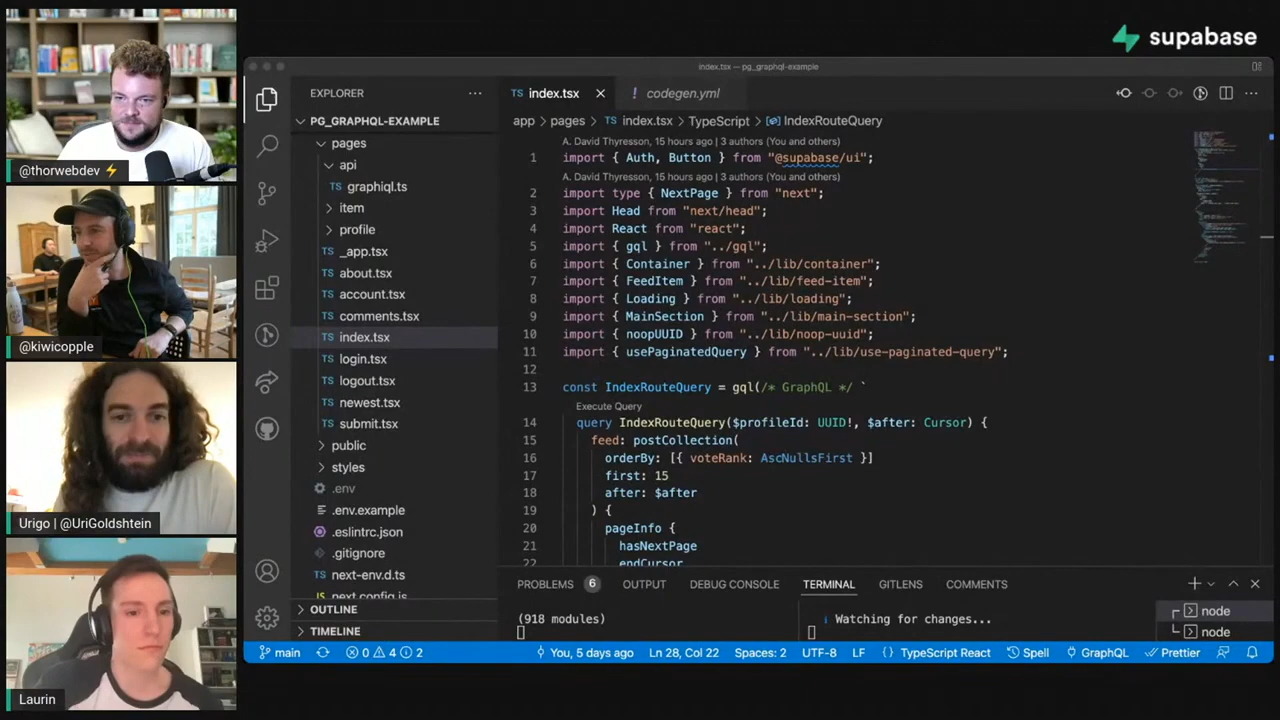 supabase
@thorwebdev ⚡
@kiwicopple
Urigo | @UriGoldshtein
Laurin
index.tsx — pg_graphql-example
EXPLORER
PG_GRAPHQL-EXAMPLE
pages
api
graphiql.ts
item
profile
_app.tsx
about.tsx
account.tsx
comments.tsx
index.tsx
login.tsx
logout.tsx
newest.tsx
submit.tsx
public
styles
.env
.env.example
.eslintrc.json
.gitignore
next-env.d.ts
next.config.js
OUTLINE
TIMELINE
index.tsx
! codegen.yml
app > pages > index.tsx > TypeScript > IndexRouteQuery
A. David Thyresson, 15 hours ago | 3 authors (You and others)
1 import { Auth, Button } from "@supabase/ui";
A. David Thyresson, 15 hours ago | 3 authors (You and others)
2 import type { NextPage } from "next";
3 import Head from "next/head";
4 import React from "react";
5 import { gql } from "../gql";
6 import { Container } from "../lib/container";
7 import { FeedItem } from "../lib/feed-item";
8 import { Loading } from "../lib/loading";
9 import { MainSection } from "../lib/main-section";
10 import { noopUUID } from "../lib/noop-uuid";
11 import { usePaginatedQuery } from "../lib/use-paginated-query";
12
13 const IndexRouteQuery = gql(/* GraphQL */ `
Execute Query
14 query IndexRouteQuery($profileId: UUID!, $after: Cursor) {
15 feed: postCollection(
16 orderBy: [{ voteRank: AscNullsFirst }]
17 first: 15
18 after: $after
19 ) {
20 pageInfo {
21 hasNextPage
22 endCursor
PROBLEMS 6 OUTPUT DEBUG CONSOLE TERMINAL GITLENS COMMENTS
(918 modules)
i Watching for changes...
node
node
main 0 4 2 You, 5 days ago Ln 28, Col 22 Spaces: 2 UTF-8 LF {} TypeScript React Spell GraphQL Prettier